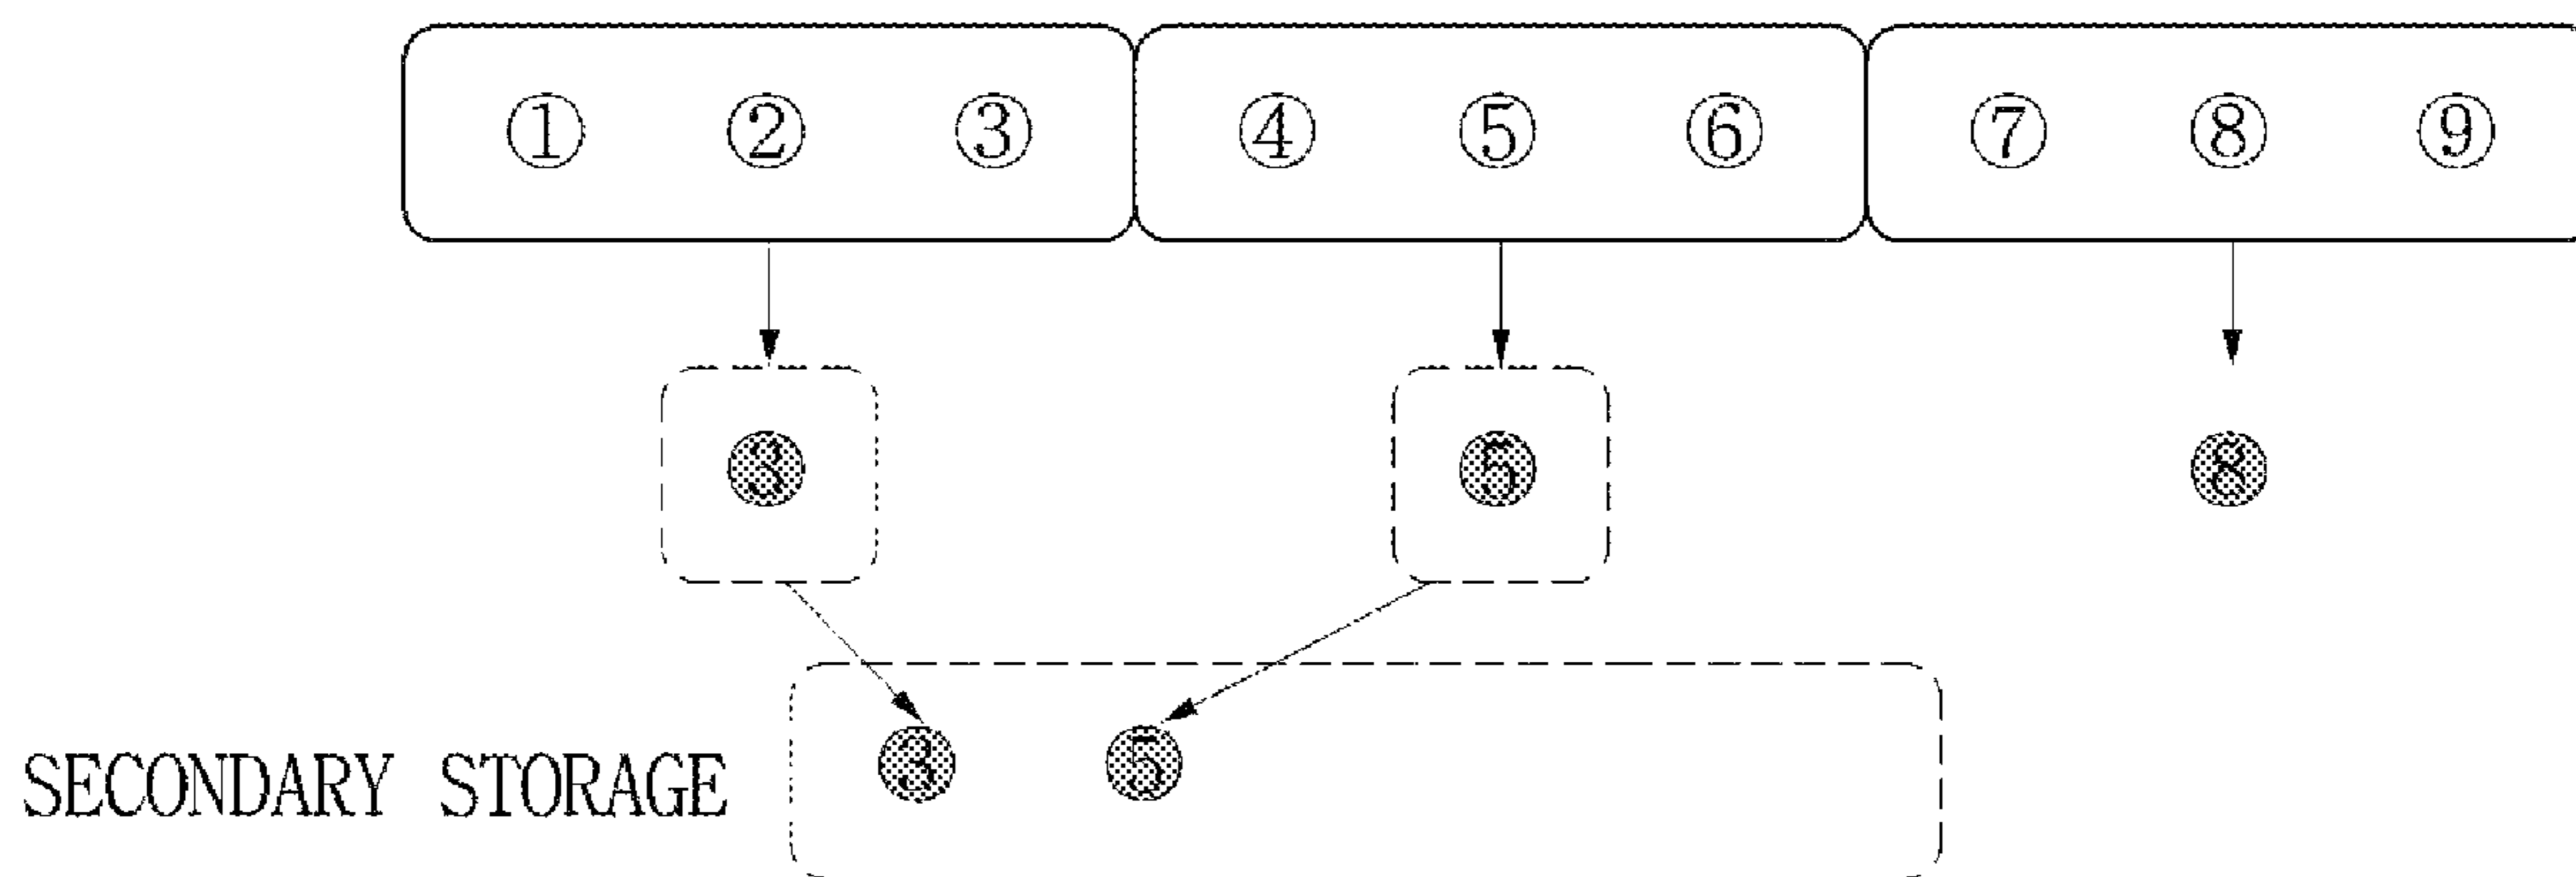 ① ② ③ ④ ⑤ ⑥ ⑦ ⑧ ⑨
3 5 8
SECONDARY STORAGE 3 5